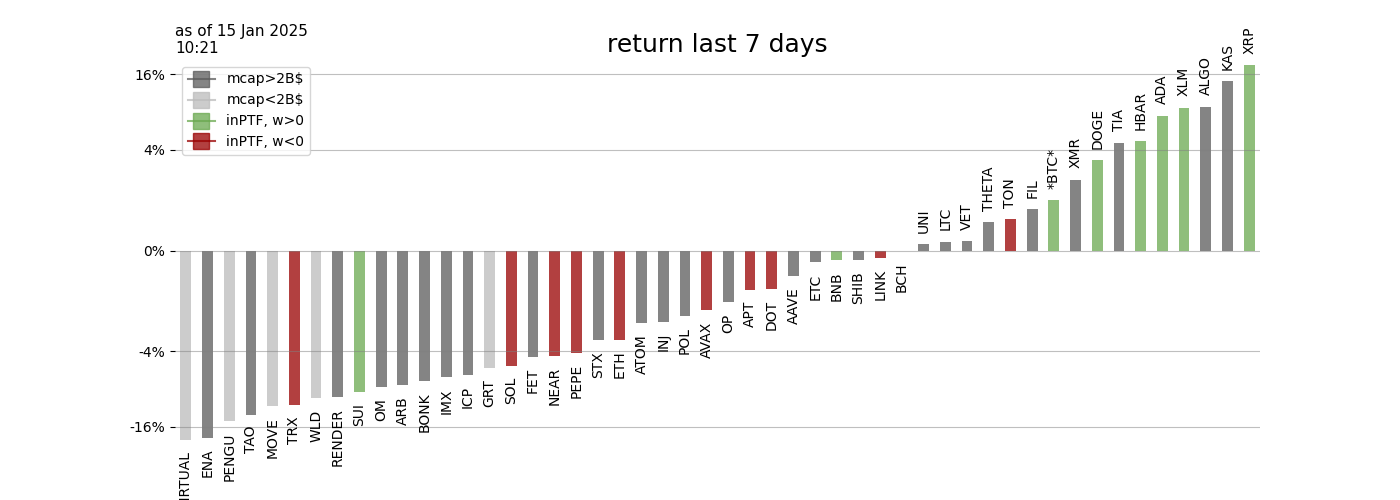 as of 15 Jan 2025
10:21
return last 7 days
mcap>2B$
mcap<2B$
inPTF, w>0
inPTF, w<0
16%
4%
0%
-4%
-16%
IRTUAL
ENA
PENGU
TAO
MOVE
TRX
WLD
RENDER
SUI
OM
ARB
BONK
IMX
ICP
GRT
SOL
FET
NEAR
PEPE
STX
ETH
ATOM
INJ
POL
AVAX
OP
APT
DOT
AAVE
ETC
BNB
SHIB
LINK
BCH
UNI
LTC
VET
THETA
TON
FIL
*BTC*
XMR
DOGE
TIA
HBAR
ADA
XLM
ALGO
KAS
XRP